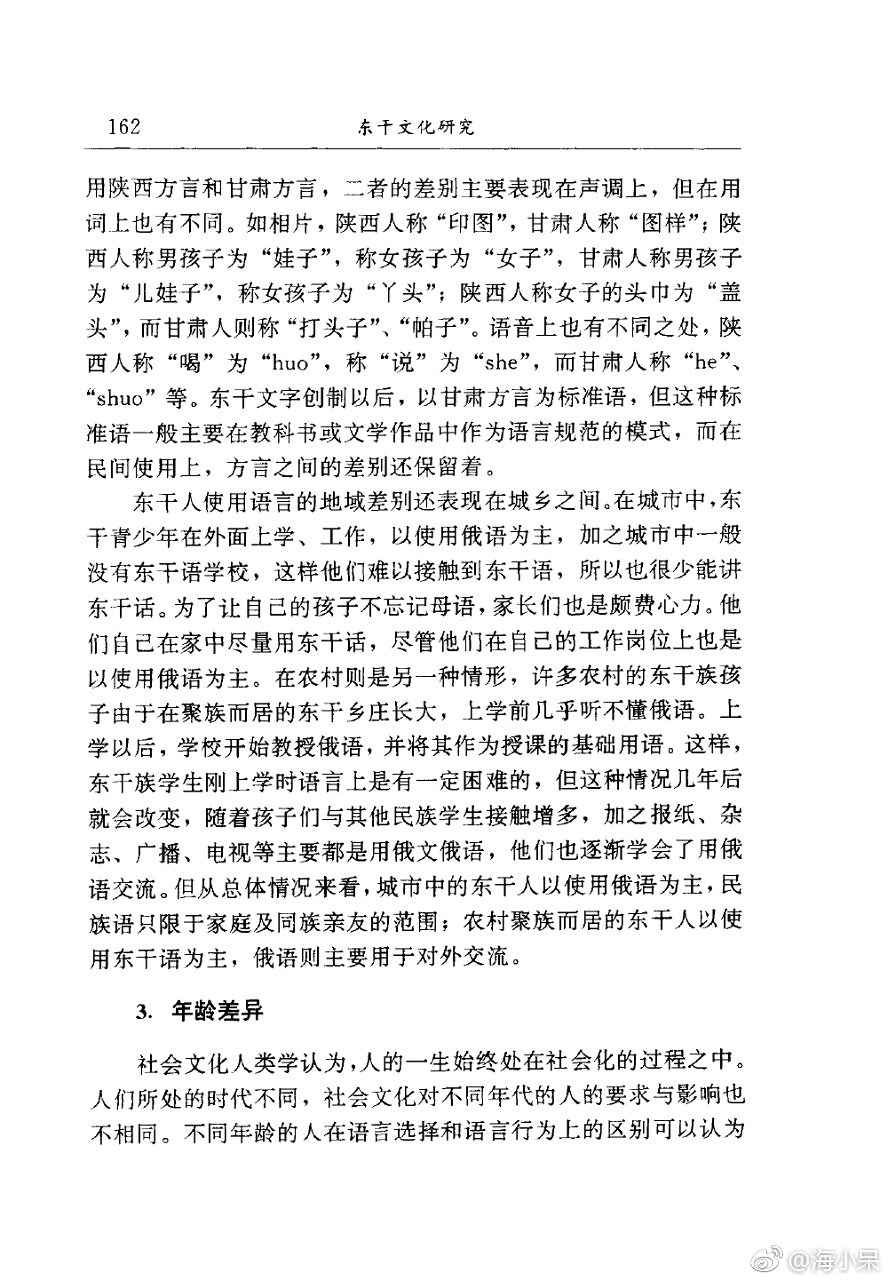 162
东干文化研究
用陕西方言和甘肃方言，二者的差别主要表现在声调上，但在用
词上也有不同。如相片，陕西人称“印图”，甘肃人称“图样”；陕
西人称男孩子为“娃子”，称女孩子为“女子”，甘肃人称男孩子
为“儿娃子”，称女孩子为“丫头”；陕西人称女子的头巾为“盖
头”，而甘肃人则称“打头子”、“帕子”。语音上也有不同之处，陕
西人称“喝”为“huo”，称“说”为“she”，而甘肃人称“he”、
“shuo”等。东干文字创制以后，以甘肃方言为标准语，但这种标
准语一般主要在教科书或文学作品中作为语言规范的模式，而在
民间使用上，方言之间的差别还保留着。
东干人使用语言的地域差别还表现在城乡之间。在城市中，东
干青少年在外面上学、工作，以使用俄语为主，加之城市中一般
没有东干语学校，这样他们难以接触到东干语，所以也很少能讲
东干话。为了让自己的孩子不忘记母语，家长们也是颇费心力。他
们自己在家中尽量用东干话，尽管他们在自己的工作岗位上也是
以使用俄语为主。在农村则是另一种情形，许多农村的东干族孩
子由于在聚族而居的东干乡庄长大，上学前几乎听不懂俄语。上
学以后，学校开始教授俄语，并将其作为授课的基础用语。这样，
东干族学生刚上学时语言上是有一定困难的，但这种情况几年后
就会改变，随着孩子们与其他民族学生接触增多，加之报纸、杂
志、广播、电视等主要都是用俄文俄语，他们也逐渐学会了用俄
语交流。但从总体情况来看，城市中的东干人以使用俄语为主，民
族语只限于家庭及同族亲友的范围；农村聚族而居的东干人以使
用东干语为主，俄语则主要用于对外交流。
3. 年龄差异
社会文化人类学认为，人的一生始终处在社会化的过程之中。
人们所处的时代不同，社会文化对不同年代的人的要求与影响也
不相同。不同年龄的人在语言选择和语言行为上的区别可以认为
@海小呆